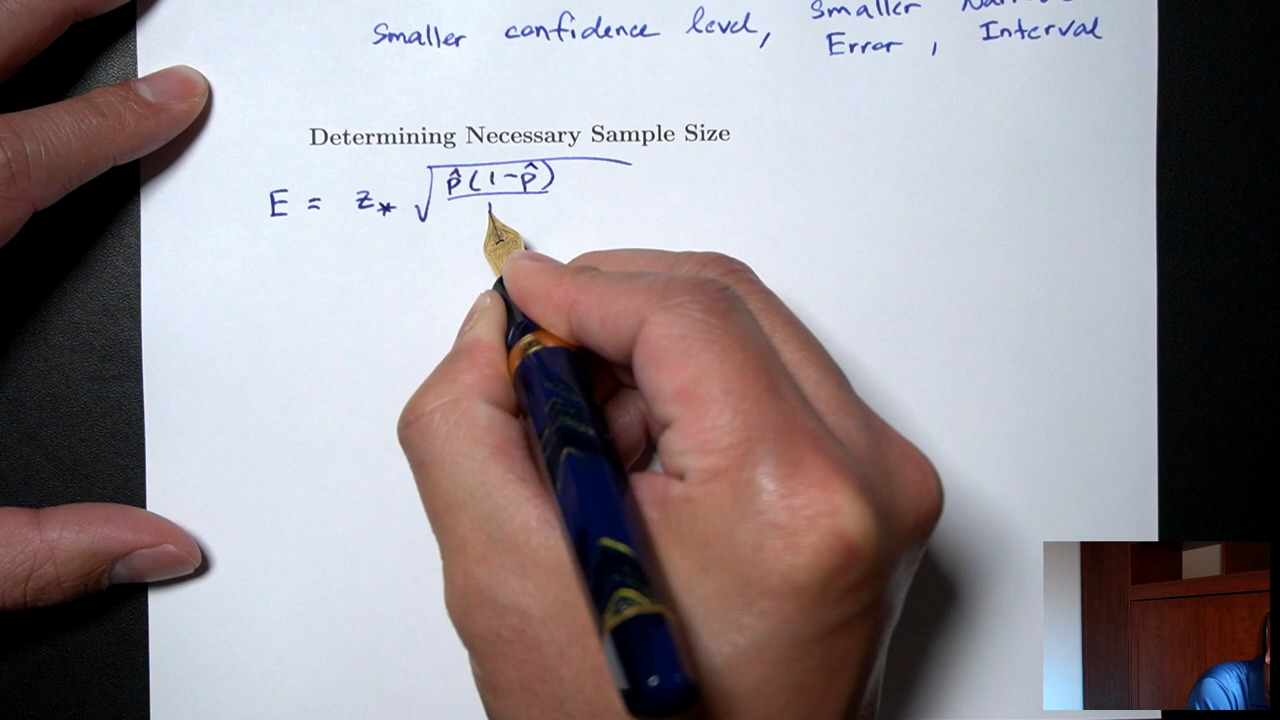 Smaller
Smaller confidence level, Error, Interval
Determining Necessary Sample Size
E = z* √ p̂(1-p̂)